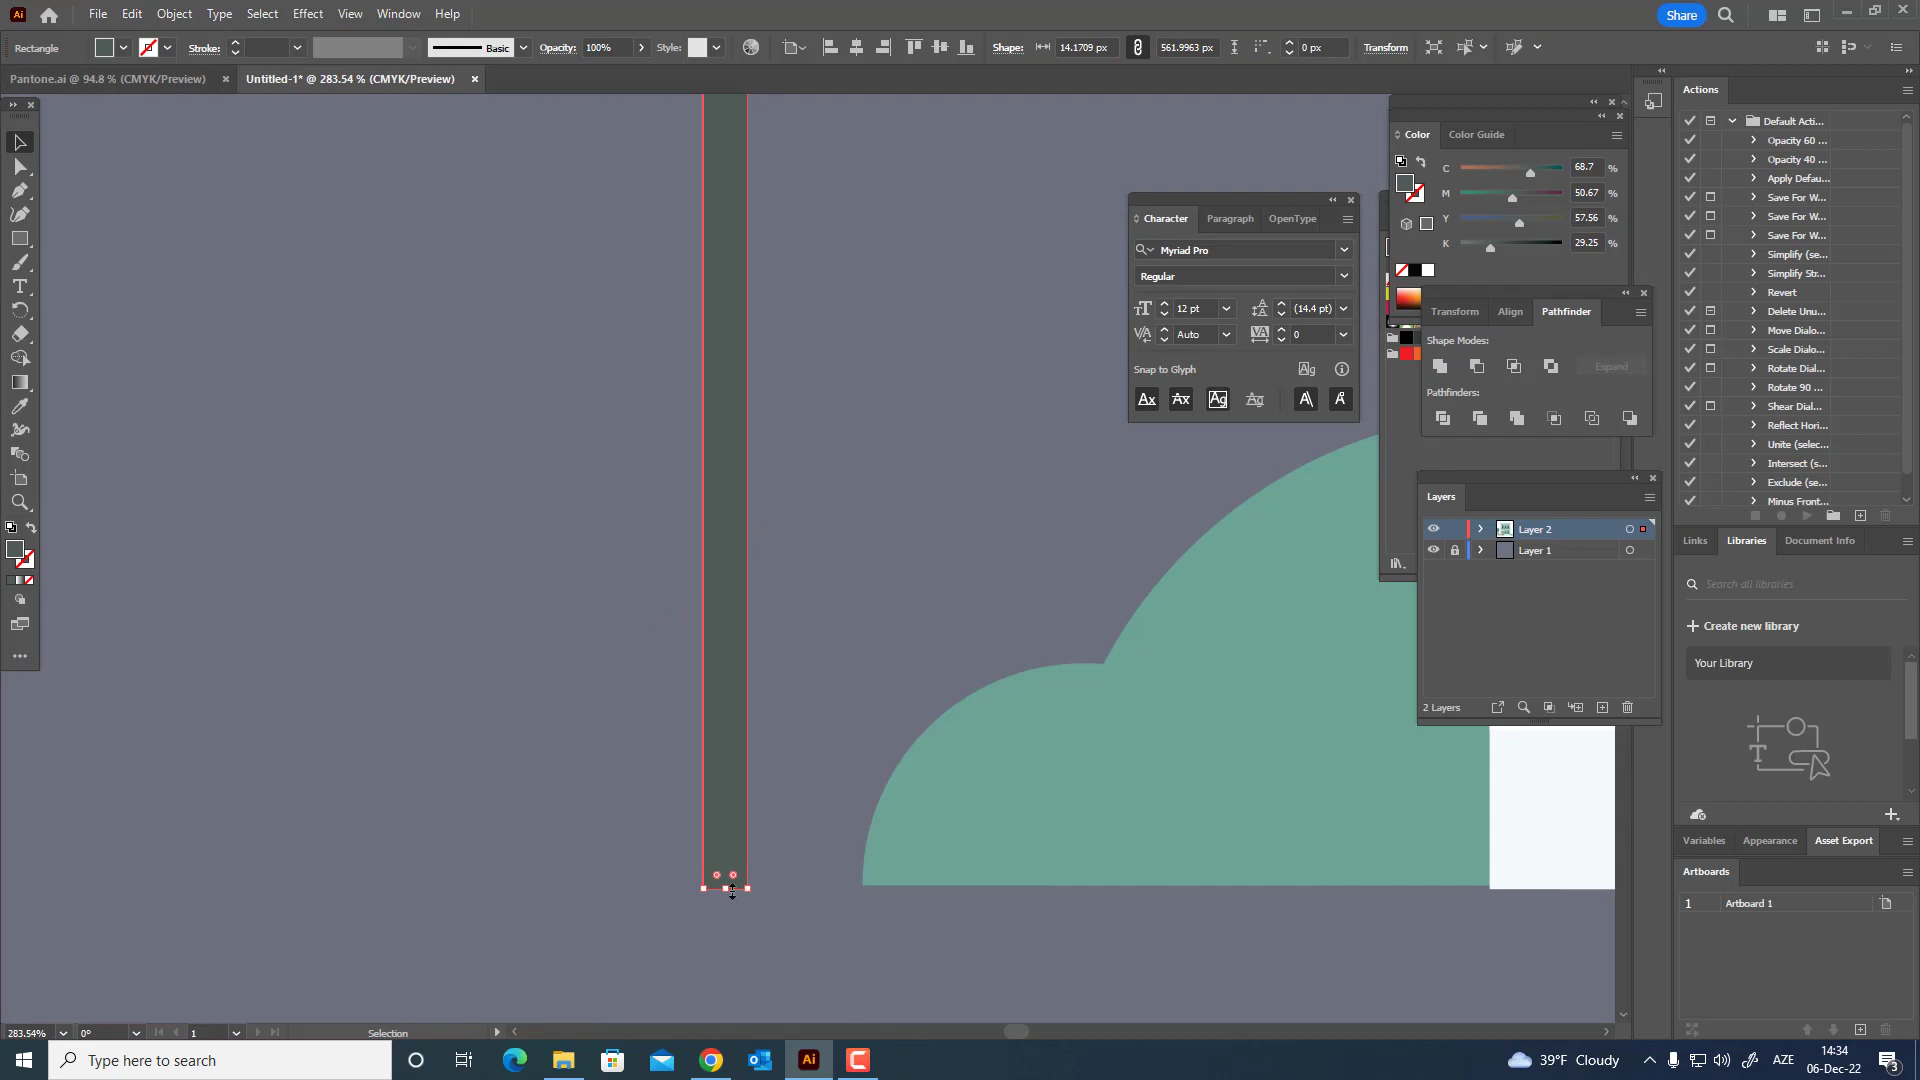 Ai File Edit Object Type Select Effect View Window Help Share
Rectangle Stroke: Basic Opacity: 100% Style: Shape: 14.1709 px 561.9963 px 0 px Transform
Pantone.ai @ 94.8 % (CMYK/Preview) Untitled-1* @ 283.54 % (CMYK/Preview)
Actions
Default Acti...
Opacity 60 ...
Opacity 40 ...
Apply Defau...
Save For W...
Save For W...
Save For W...
Simplify (se...
Simplify Str...
Revert
Delete Unu...
Move Dialo...
Scale Dialo...
Rotate Dial...
Rotate 90 ...
Shear Dial...
Reflect Hori...
Unite (selec...
Intersect (s...
Exclude (se...
Minus Front...
Color Color Guide
C 68.7 %
M 50.67 %
Y 57.56 %
K 29.25 %
Character Paragraph OpenType
Myriad Pro
Regular
12 pt (14.4 pt)
Auto 0
Snap to Glyph
Transform Align Pathfinder
Shape Modes:
Expand
Pathfinders:
Layers
Layer 2
Layer 1
2 Layers
Links Libraries Document Info
Search all libraries
Create new library
Your Library
Variables Appearance Asset Export
Artboards
1 Artboard 1
283.54% 0° 1 Selection
Type here to search
39°F Cloudy AZE 14:34
06-Dec-22 3